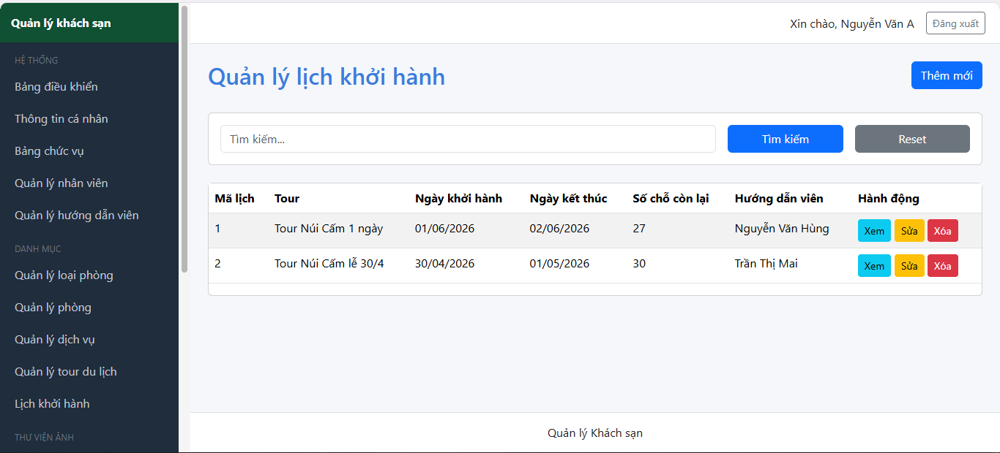 Quản lý khách sạn
Xin chào, Nguyễn Văn A Đăng xuất
HỆ THỐNG
Bảng điều khiển
Thông tin cá nhân
Bảng chức vụ
Quản lý nhân viên
Quản lý hướng dẫn viên
DANH MỤC
Quản lý loại phòng
Quản lý phòng
Quản lý dịch vụ
Quản lý tour du lịch
Lịch khởi hành
THƯ VIỆN ẢNH
Quản lý lịch khởi hành Thêm mới
Tìm kiếm... Tìm kiếm Reset
Mã lịch Tour Ngày khởi hành Ngày kết thúc Số chỗ còn lại Hướng dẫn viên Hành động
1 Tour Núi Cấm 1 ngày 01/06/2026 02/06/2026 27 Nguyễn Văn Hùng Xem Sửa Xóa
2 Tour Núi Cấm lễ 30/4 30/04/2026 01/05/2026 30 Trần Thị Mai Xem Sửa Xóa
Quản lý Khách sạn